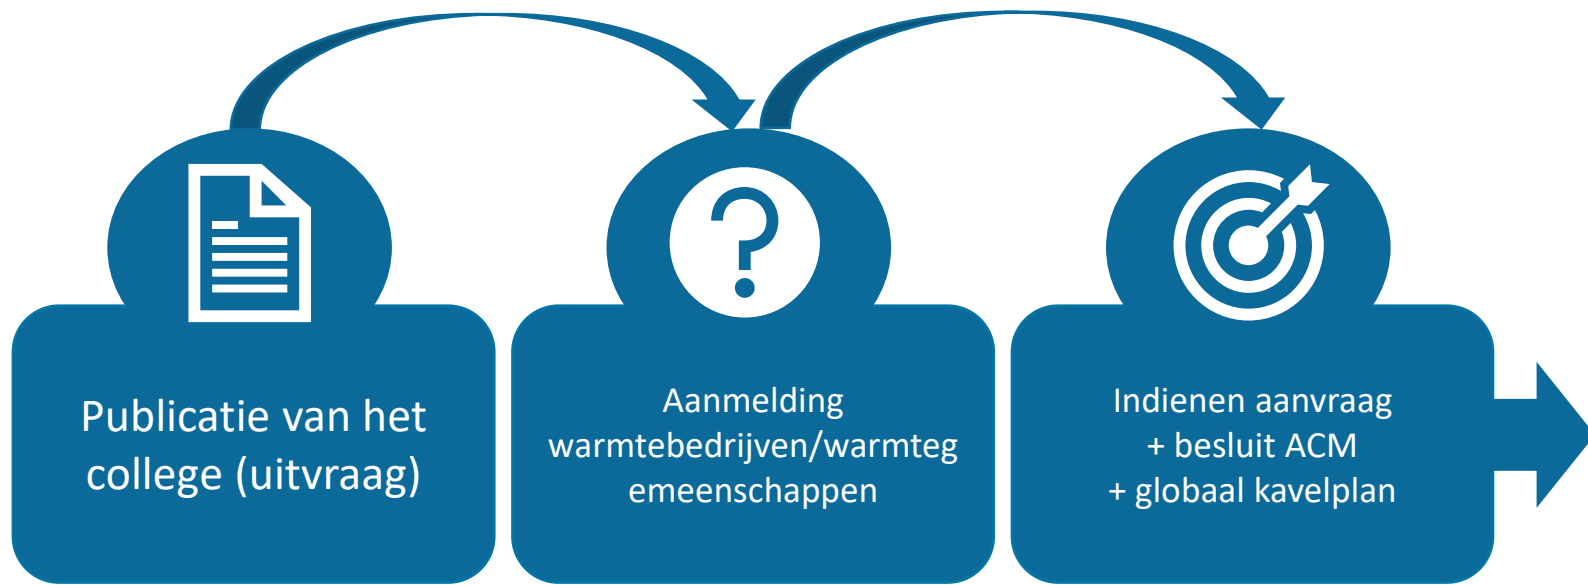 Publicatie van het
college (uitvraag)
Aanmelding
warmtebedrijven/warmteg
emeenschappen
Indienen aanvraag
+ besluit ACM
+ globaal kavelplan